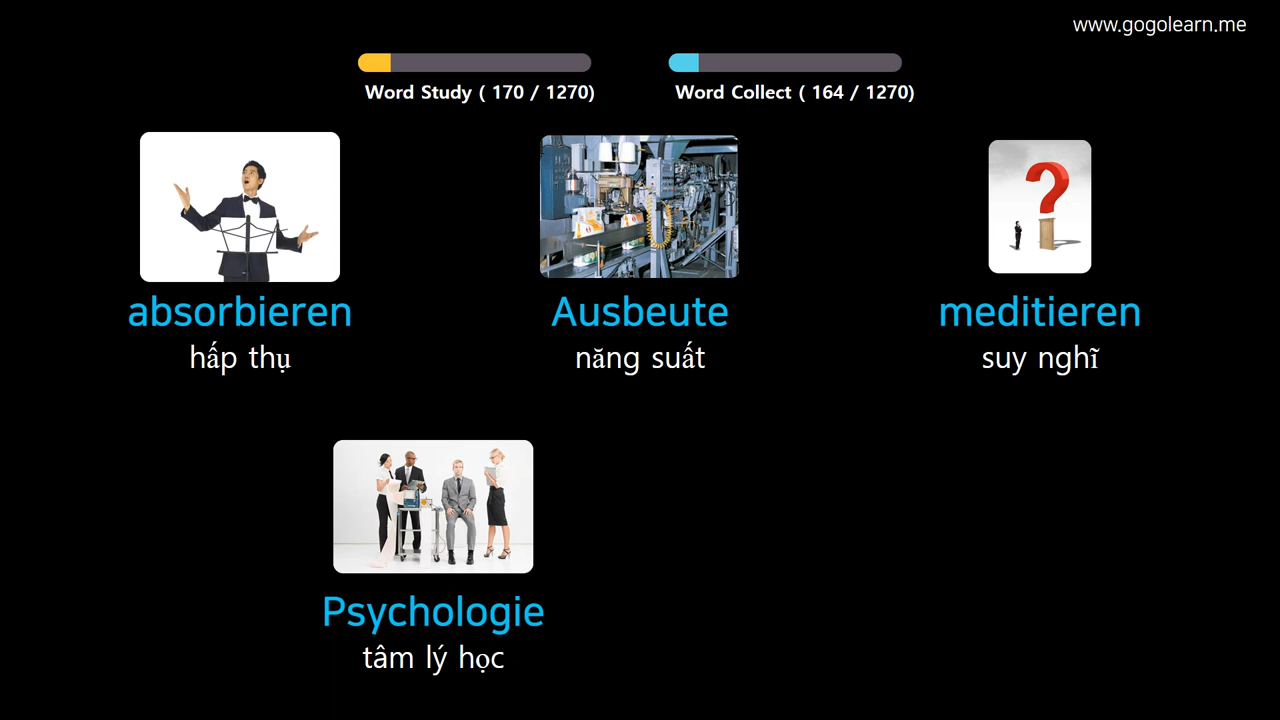 www.gogolearn.me
Word Study ( 170 / 1270)
Word Collect ( 164 / 1270)
absorbieren
hấp thụ
Ausbeute
năng suất
meditieren
suy nghĩ
Psychologie
tâm lý học